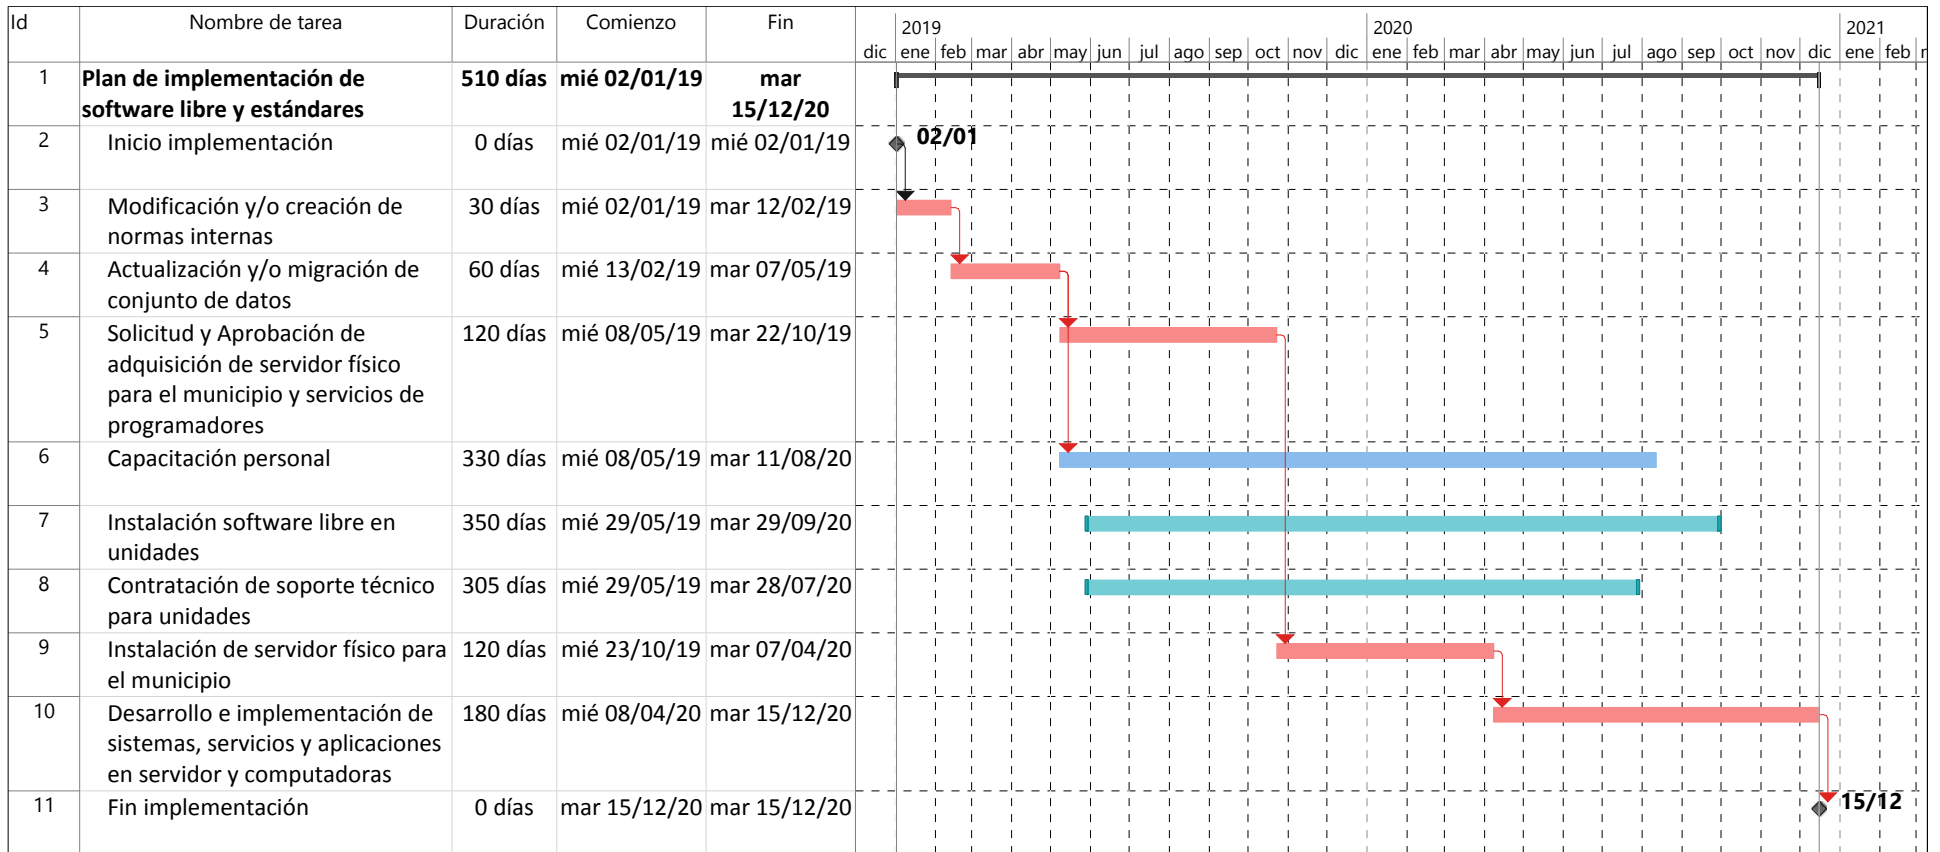 Id Nombre de tarea Duración Comienzo Fin
2019 2020 2021
dic ene feb mar abr may jun jul ago sep oct nov dic ene feb mar abr may jun jul ago sep oct nov dic ene feb
1 Plan de implementación de 510 días mié 02/01/19 mar
software libre y estándares 15/12/20
2 Inicio implementación 0 días mié 02/01/19 mié 02/01/19 02/01
3 Modificación y/o creación de 30 días mié 02/01/19 mar 12/02/19
normas internas
4 Actualización y/o migración de 60 días mié 13/02/19 mar 07/05/19
conjunto de datos
5 Solicitud y Aprobación de 120 días mié 08/05/19 mar 22/10/19
adquisición de servidor físico
para el municipio y servicios de
programadores
6 Capacitación personal 330 días mié 08/05/19 mar 11/08/20
7 Instalación software libre en 350 días mié 29/05/19 mar 29/09/20
unidades
8 Contratación de soporte técnico 305 días mié 29/05/19 mar 28/07/20
para unidades
9 Instalación de servidor físico para 120 días mié 23/10/19 mar 07/04/20
el municipio
10 Desarrollo e implementación de 180 días mié 08/04/20 mar 15/12/20
sistemas, servicios y aplicaciones
en servidor y computadoras
11 Fin implementación 0 días mar 15/12/20 mar 15/12/20 15/12